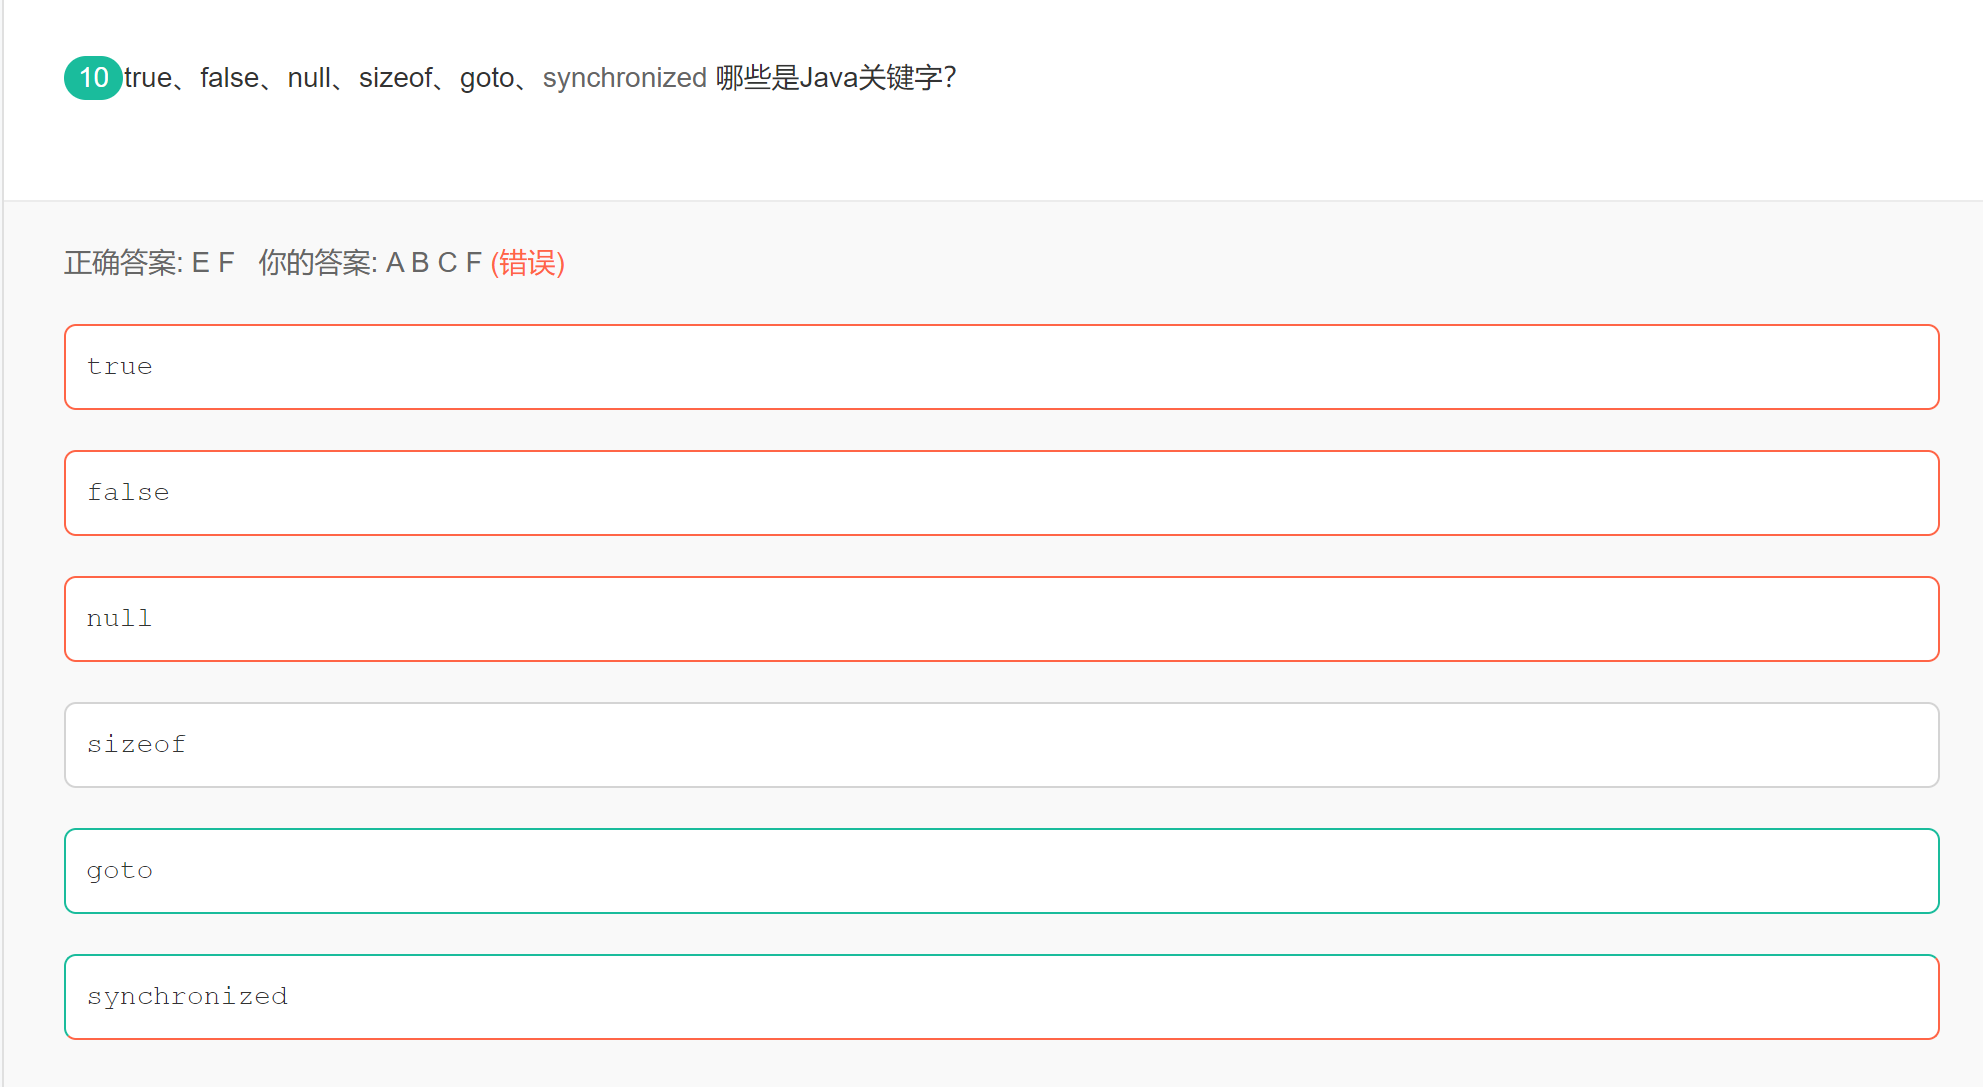 10 true、false、null、sizeof、goto、synchronized 哪些是Java关键字？
正确答案: E F 你的答案: A B C F (错误)
true
false
null
sizeof
goto
synchronized